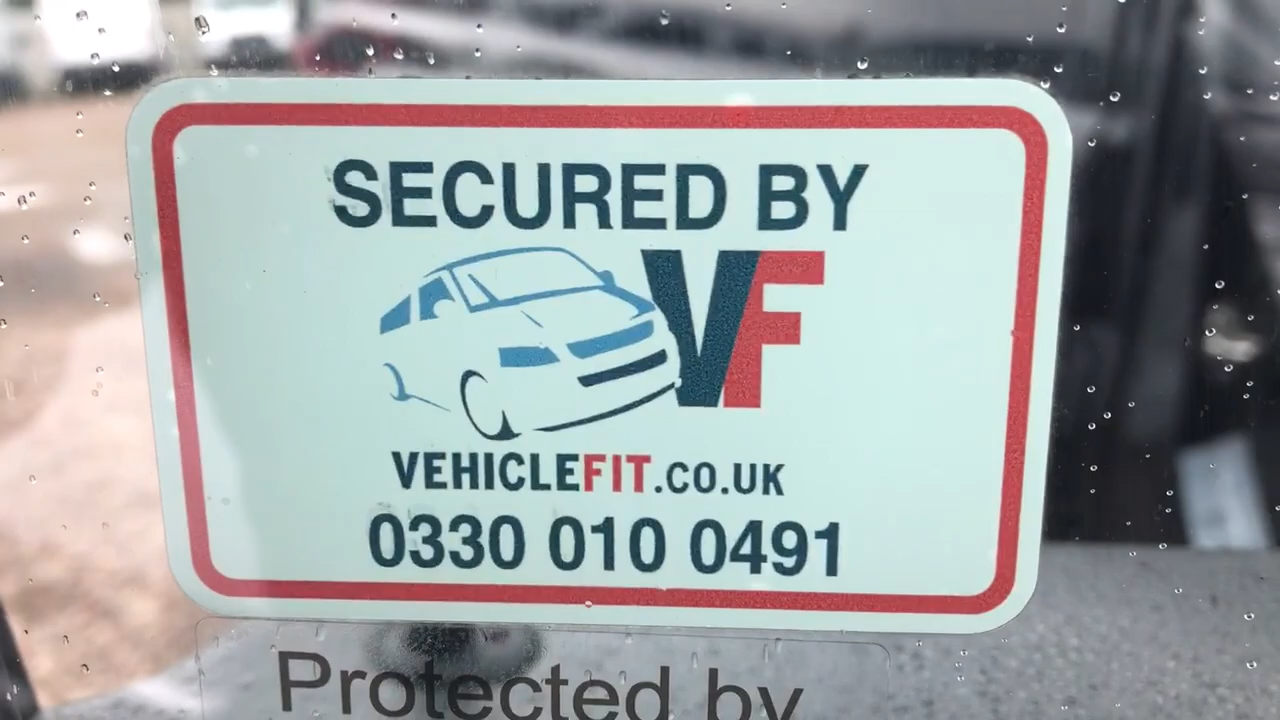 SECURED BY
VF
VEHICLEFIT.CO.UK
0330 010 0491
Protected by